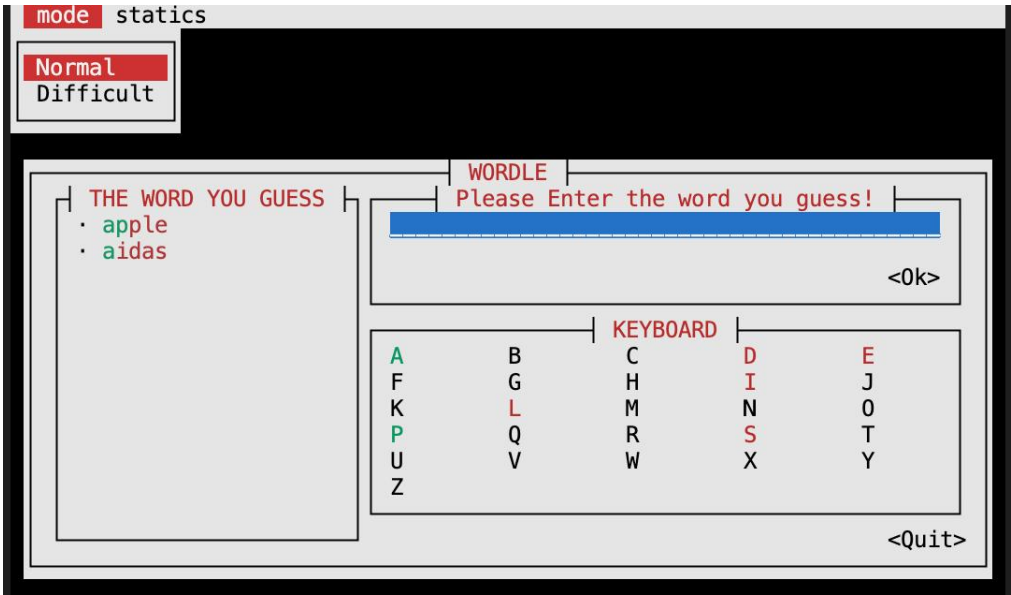 mode statics
Normal
Difficult
WORDLE
THE WORD YOU GUESS
· apple
· aidas
Please Enter the word you guess!
<Ok>
KEYBOARD
A B C D E
F G H I J
K L M N O
P Q R S T
U V W X Y
Z
<Quit>